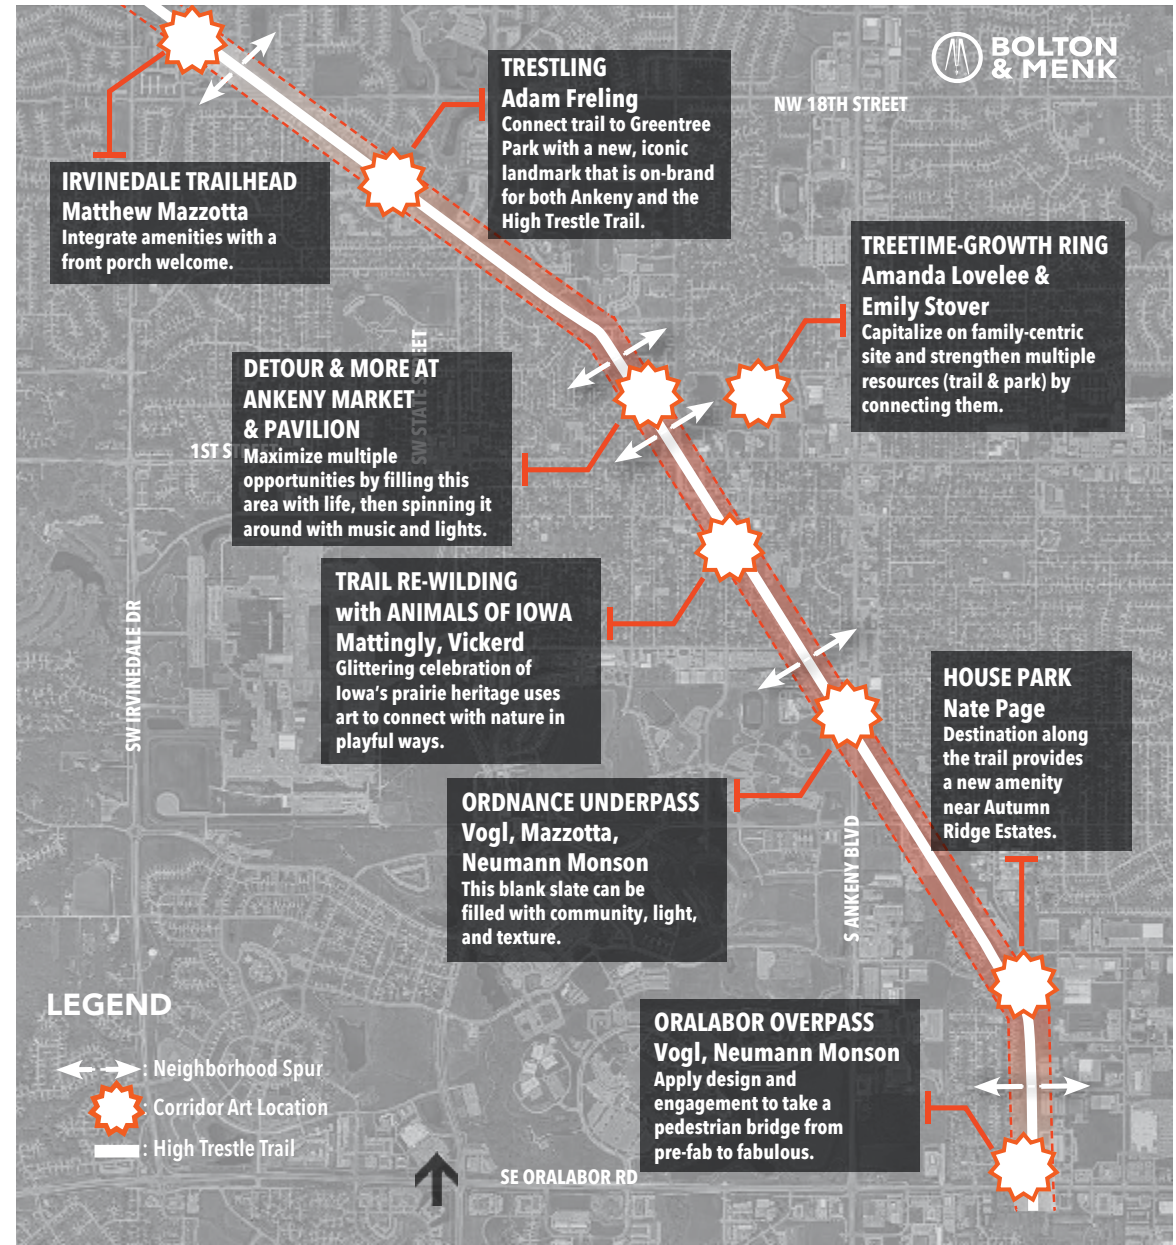 BOLTON
& MENK
NW 18TH STREET
TRESTLING
Adam Freling
Connect trail to Greentree
Park with a new, iconic
landmark that is on-brand
for both Ankeny and the
High Trestle Trail.
IRVINEDALE TRAILHEAD
Matthew Mazzotta
Integrate amenities with a
front porch welcome.
TREETIME-GROWTH RING
Amanda Lovelee &
Emily Stover
Capitalize on family-centric
site and strengthen multiple
resources (trail & park) by
connecting them.
SW STATE STREET
1ST STREET
DETOUR & MORE AT
ANKENY MARKET
& PAVILION
Maximize multiple
opportunities by filling this
area with life, then spinning it
around with music and lights.
TRAIL RE-WILDING
with ANIMALS OF IOWA
Mattingly, Vickerd
Glittering celebration of
Iowa's prairie heritage uses
art to connect with nature in
playful ways.
SW IRVINEDALE DR
HOUSE PARK
Nate Page
Destination along
the trail provides
a new amenity
near Autumn
Ridge Estates.
ORDNANCE UNDERPASS
Vogl, Mazzotta,
Neumann Monson
This blank slate can be
filled with community, light,
and texture.
S ANKENY BLVD
ORALABOR OVERPASS
Vogl, Neumann Monson
Apply design and
engagement to take a
pedestrian bridge from
pre-fab to fabulous.
LEGEND
: Neighborhood Spur
: Corridor Art Location
: High Trestle Trail
SE ORALABOR RD